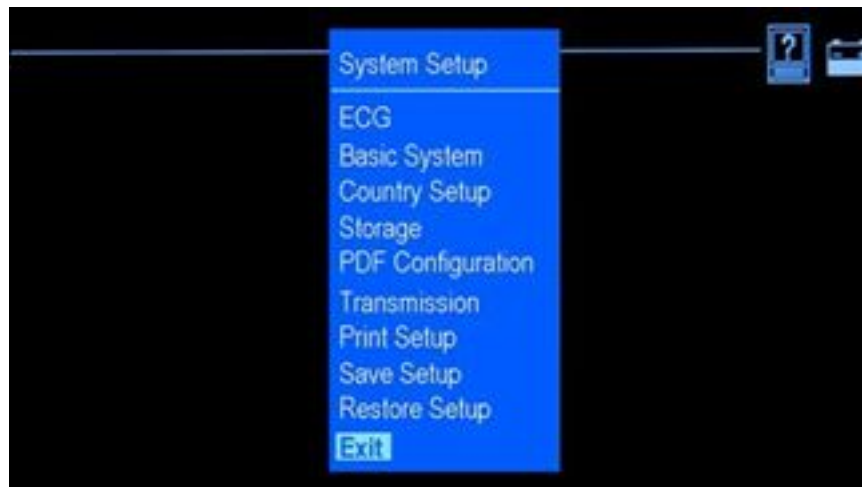 System Setup
?
ECG
Basic System
Country Setup
Storage
PDF Configuration
Transmission
Print Setup
Save Setup
Restore Setup
Exit